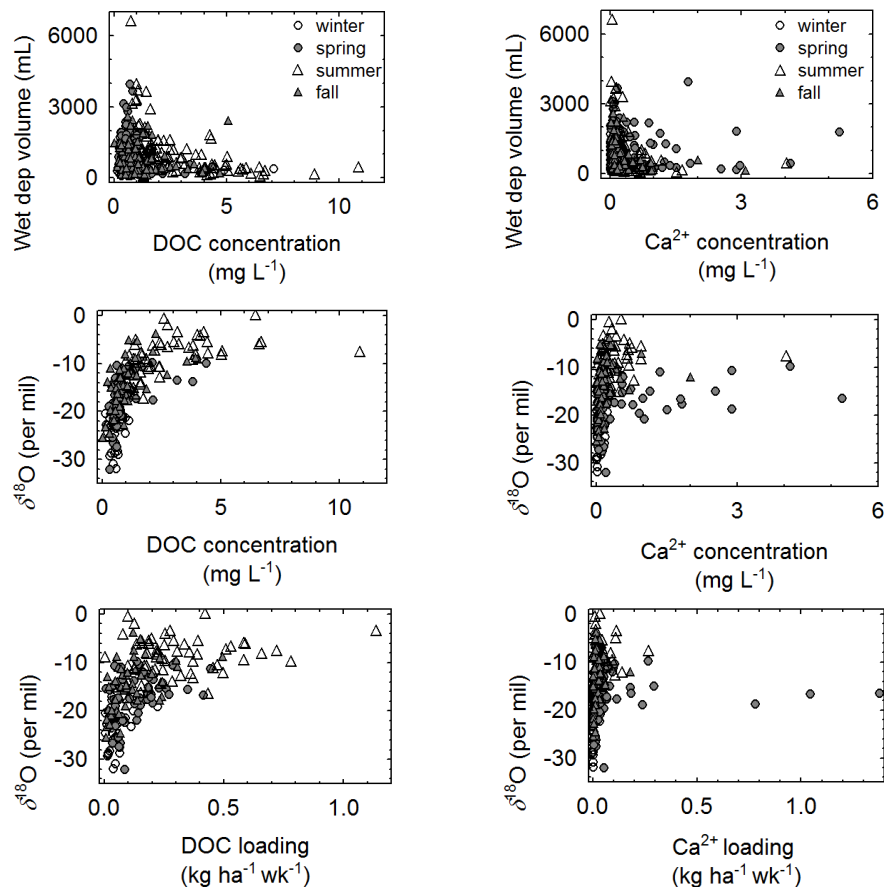 Wet dep volume (mL)
6000
3000
0
winter
spring
summer
fall
0
5
10
DOC concentration
(mg L⁻¹)
Wet dep volume (mL)
6000
3000
0
winter
spring
summer
fall
0
3
6
Ca²⁺ concentration
(mg L⁻¹)
δ¹⁸O (per mil)
0
-10
-20
-30
0
5
10
DOC concentration
(mg L⁻¹)
δ¹⁸O (per mil)
0
-10
-20
-30
0
3
6
Ca²⁺ concentration
(mg L⁻¹)
δ¹⁸O (per mil)
0
-10
-20
-30
0.0
0.5
1.0
DOC loading
(kg ha⁻¹ wk⁻¹)
δ¹⁸O (per mil)
0
-10
-20
-30
0.0
0.5
1.0
Ca²⁺ loading
(kg ha⁻¹ wk⁻¹)